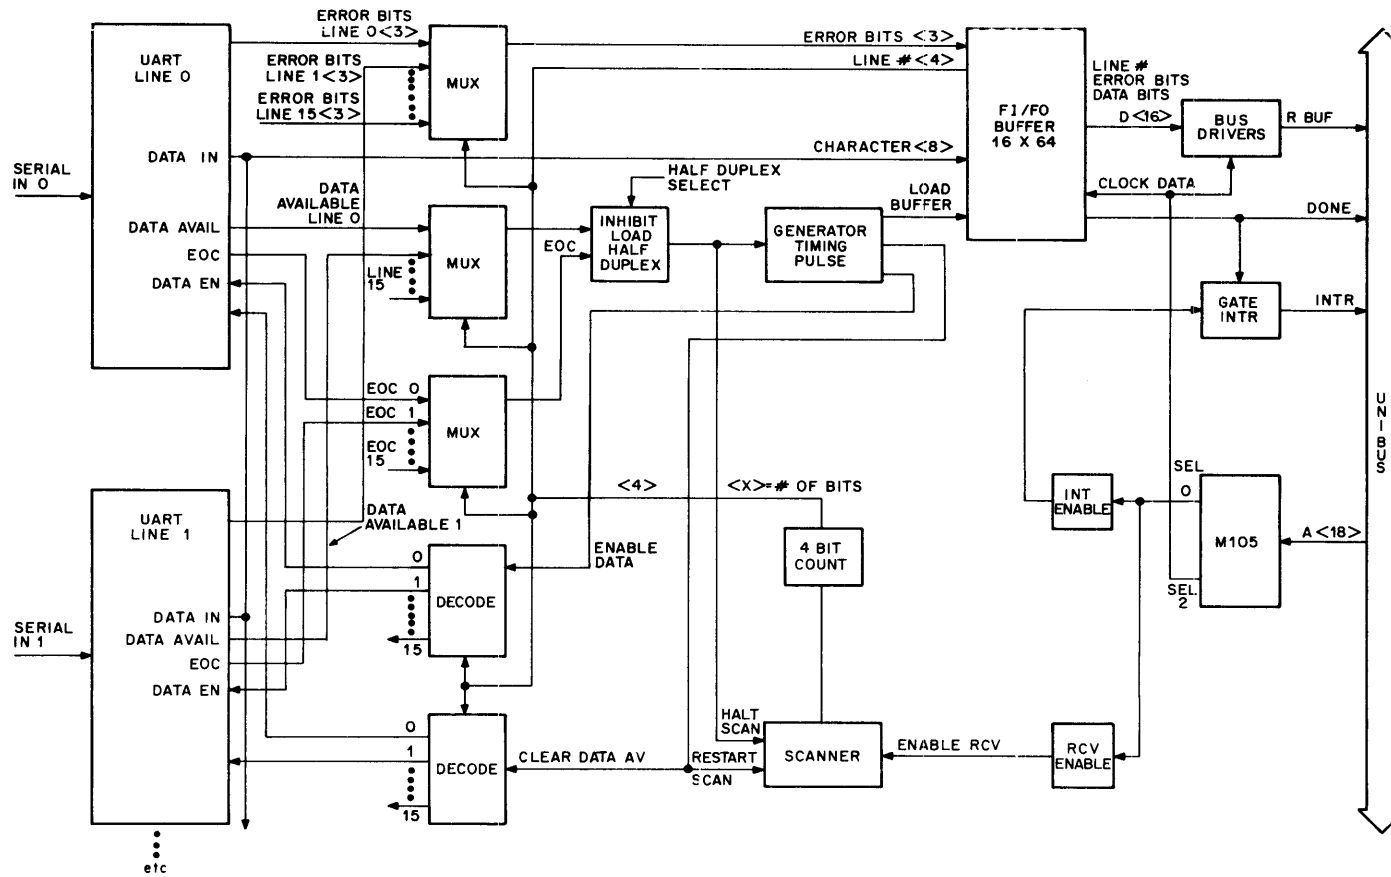 UART
LINE 0
DATA IN
DATA AVAIL
EOC
DATA EN
SERIAL
IN 0
ERROR BITS
LINE 0<3>
ERROR BITS
LINE 1<3>
ERROR BITS
LINE 15<3>
MUX
ERROR BITS <3>
LINE #<4>
CHARACTER<8>
HALF DUPLEX
SELECT
DATA
AVAILABLE
LINE 0
LINE
15
MUX
EOC
INHIBIT
LOAD
HALF
DUPLEX
GENERATOR
TIMING
PULSE
LOAD
BUFFER
FI/FO
BUFFER
16 X 64
LINE #
ERROR BITS
DATA BITS
D<16>
BUS
DRIVERS
R BUF
CLOCK DATA
DONE
GATE
INTR
INTR
UNIBUS
EOC 0
EOC 1
EOC
15
MUX
<4>
<X>=# OF BITS
4 BIT
COUNT
INT
ENABLE
SEL
0
M105
A<18>
SEL
2
UART
LINE 1
DATA
AVAILABLE 1
DATA IN
DATA AVAIL
EOC
DATA EN
SERIAL
IN 1
0
1
15
DECODE
ENABLE
DATA
0
1
15
DECODE
CLEAR DATA AV
HALT
SCAN
RESTART
SCAN
SCANNER
ENABLE RCV
RCV
ENABLE
etc